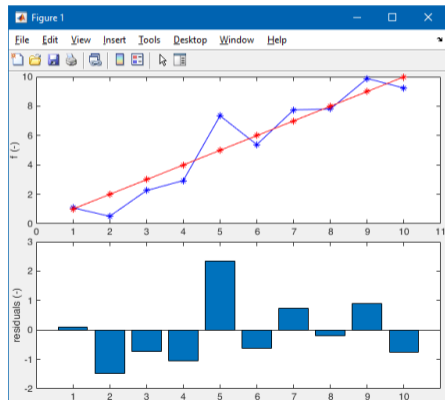 Figure 1
File Edit View Insert Tools Desktop Window Help
10
8
6
4
2
0
f (-)
0 1 2 3 4 5 6 7 8 9 10 11
3
2
1
0
-1
-2
residuals (-)
1 2 3 4 5 6 7 8 9 10